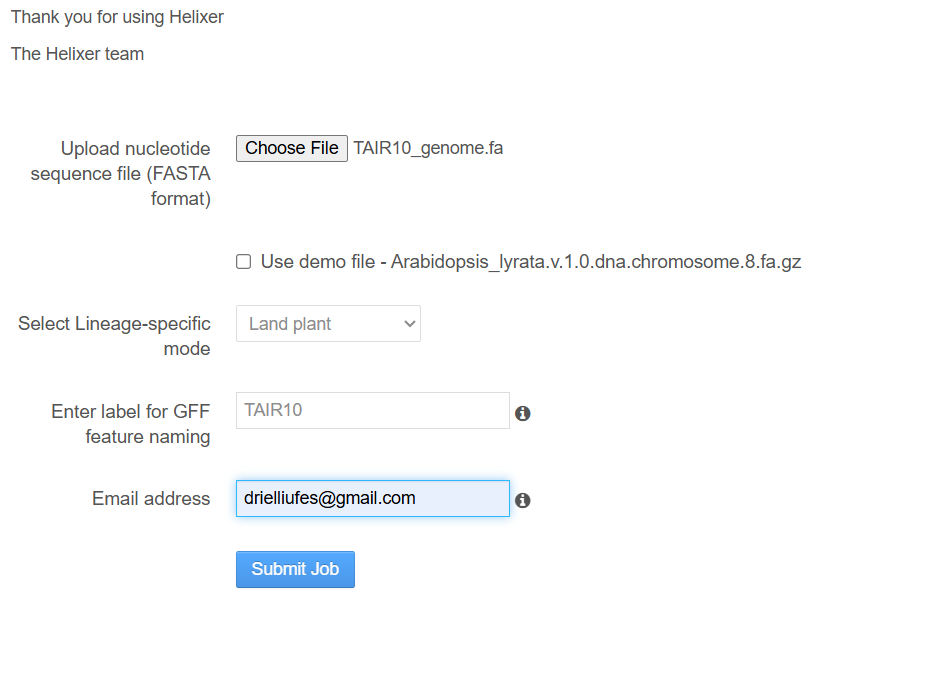 Thank you for using Helixer
The Helixer team
Upload nucleotide
sequence file (FASTA
format)
Choose File TAIR10_genome.fa
Use demo file - Arabidopsis_lyrata.v.1.0.dna.chromosome.8.fa.gz
Select Lineage-specific
mode
Land plant
Enter label for GFF
feature naming
TAIR10
Email address
drielliufes@gmail.com
Submit Job